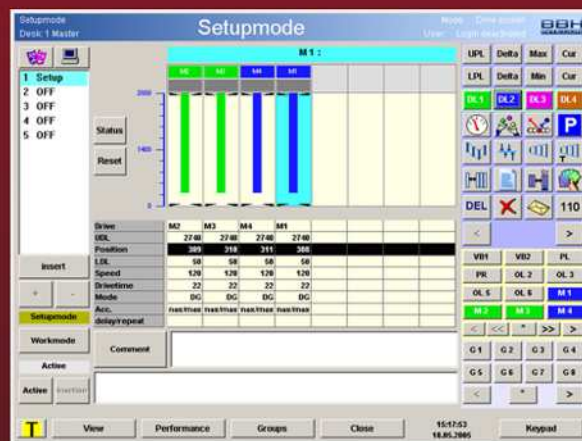 Setupmode
Desk: 1 Master
Setupmode
BBH
1 Setup
2 OFF
3 OFF
4 OFF
5 OFF
Status
Reset
Insert
+ -
Setupmode
Workmode
Active
Active
M1:
M2 M3 M4 M1
1400
0
Drive M2 M3 M4 M1
UDL 2740 2740 2740 2740
Position 309 310 311 308
LDL 50 50 50 50
Speed 120 120 120 120
Drivetime 22 22 22 22
Mode DG DG DG DG
Acc. nax/max nax/max nax/max nax/max
delay/repeat
Comment
UPL Delta Max Cur
LPL Delta Min Cur
DL1 DL2 DL3 DL4
P
T
DEL 110
< >
VB1 VB2 PL
PR OL 2 OL 3
OL 5 OL 6 M 1
M 2 M 3 M 4
< << * >> >
G 1 G 2 G 3 G 4
G 5 G 6 G 7 G 8
< * >
T View Performance Groups Close
15:17:53
18.05.2005
Keypad